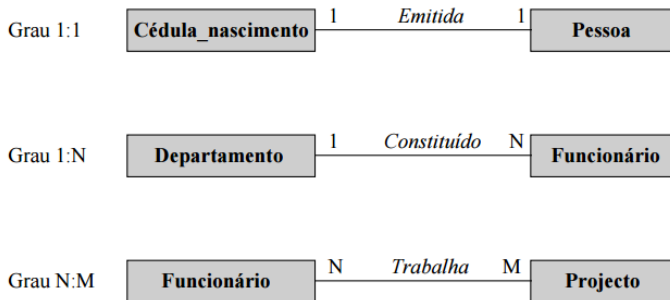 Grau 1:1 Cédula_nascimento 1 Emitida 1 Pessoa
Grau 1:N Departamento 1 Constituído N Funcionário
Grau N:M Funcionário N Trabalha M Projecto